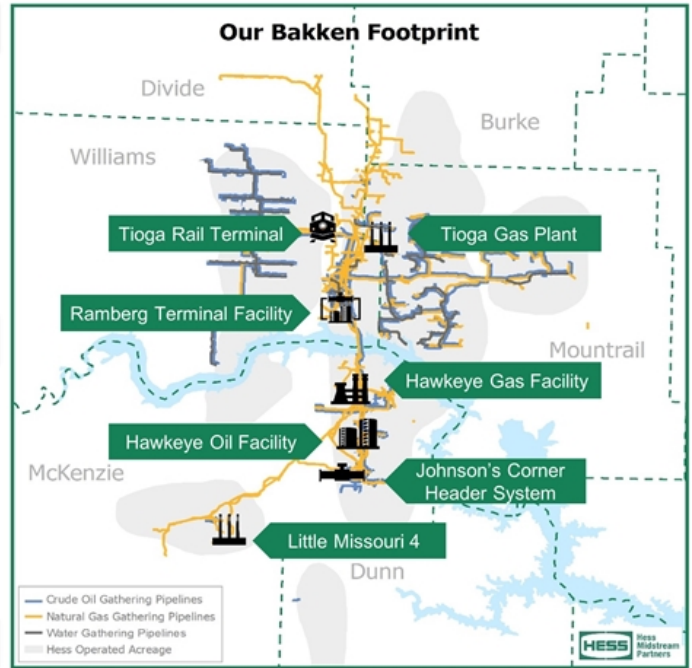 Our Bakken Footprint
Divide
Burke
Williams
Tioga Rail Terminal
Tioga Gas Plant
Ramberg Terminal Facility
Mountrail
Hawkeye Gas Facility
Hawkeye Oil Facility
McKenzie
Johnson's Corner
Header System
Little Missouri 4
Dunn
Crude Oil Gathering Pipelines
Natural Gas Gathering Pipelines
Water Gathering Pipelines
Hess Operated Acreage
HESS
Hess
Midstream
Partners